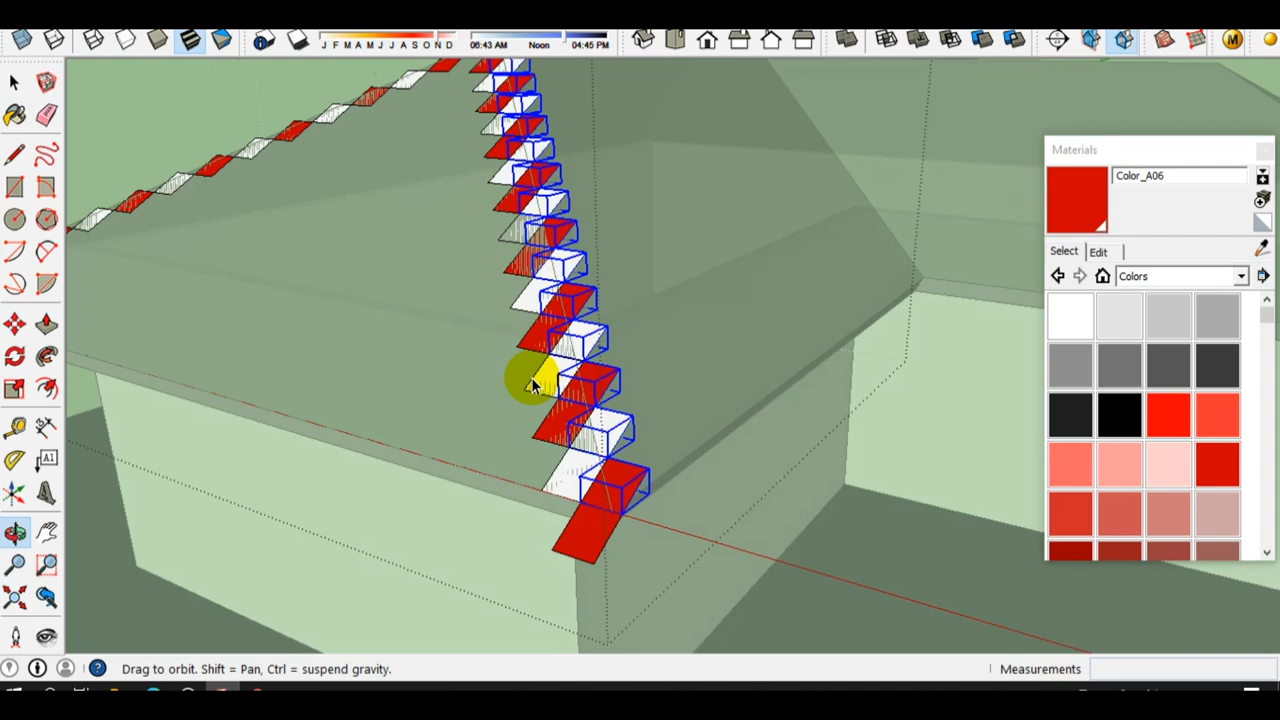 J F M A M J J A S O N D
06:43 AM Noon 04:45 PM
M
Materials
Color_A06
Select Edit
Colors
A1
Drag to orbit. Shift = Pan, Ctrl = suspend gravity.
Measurements